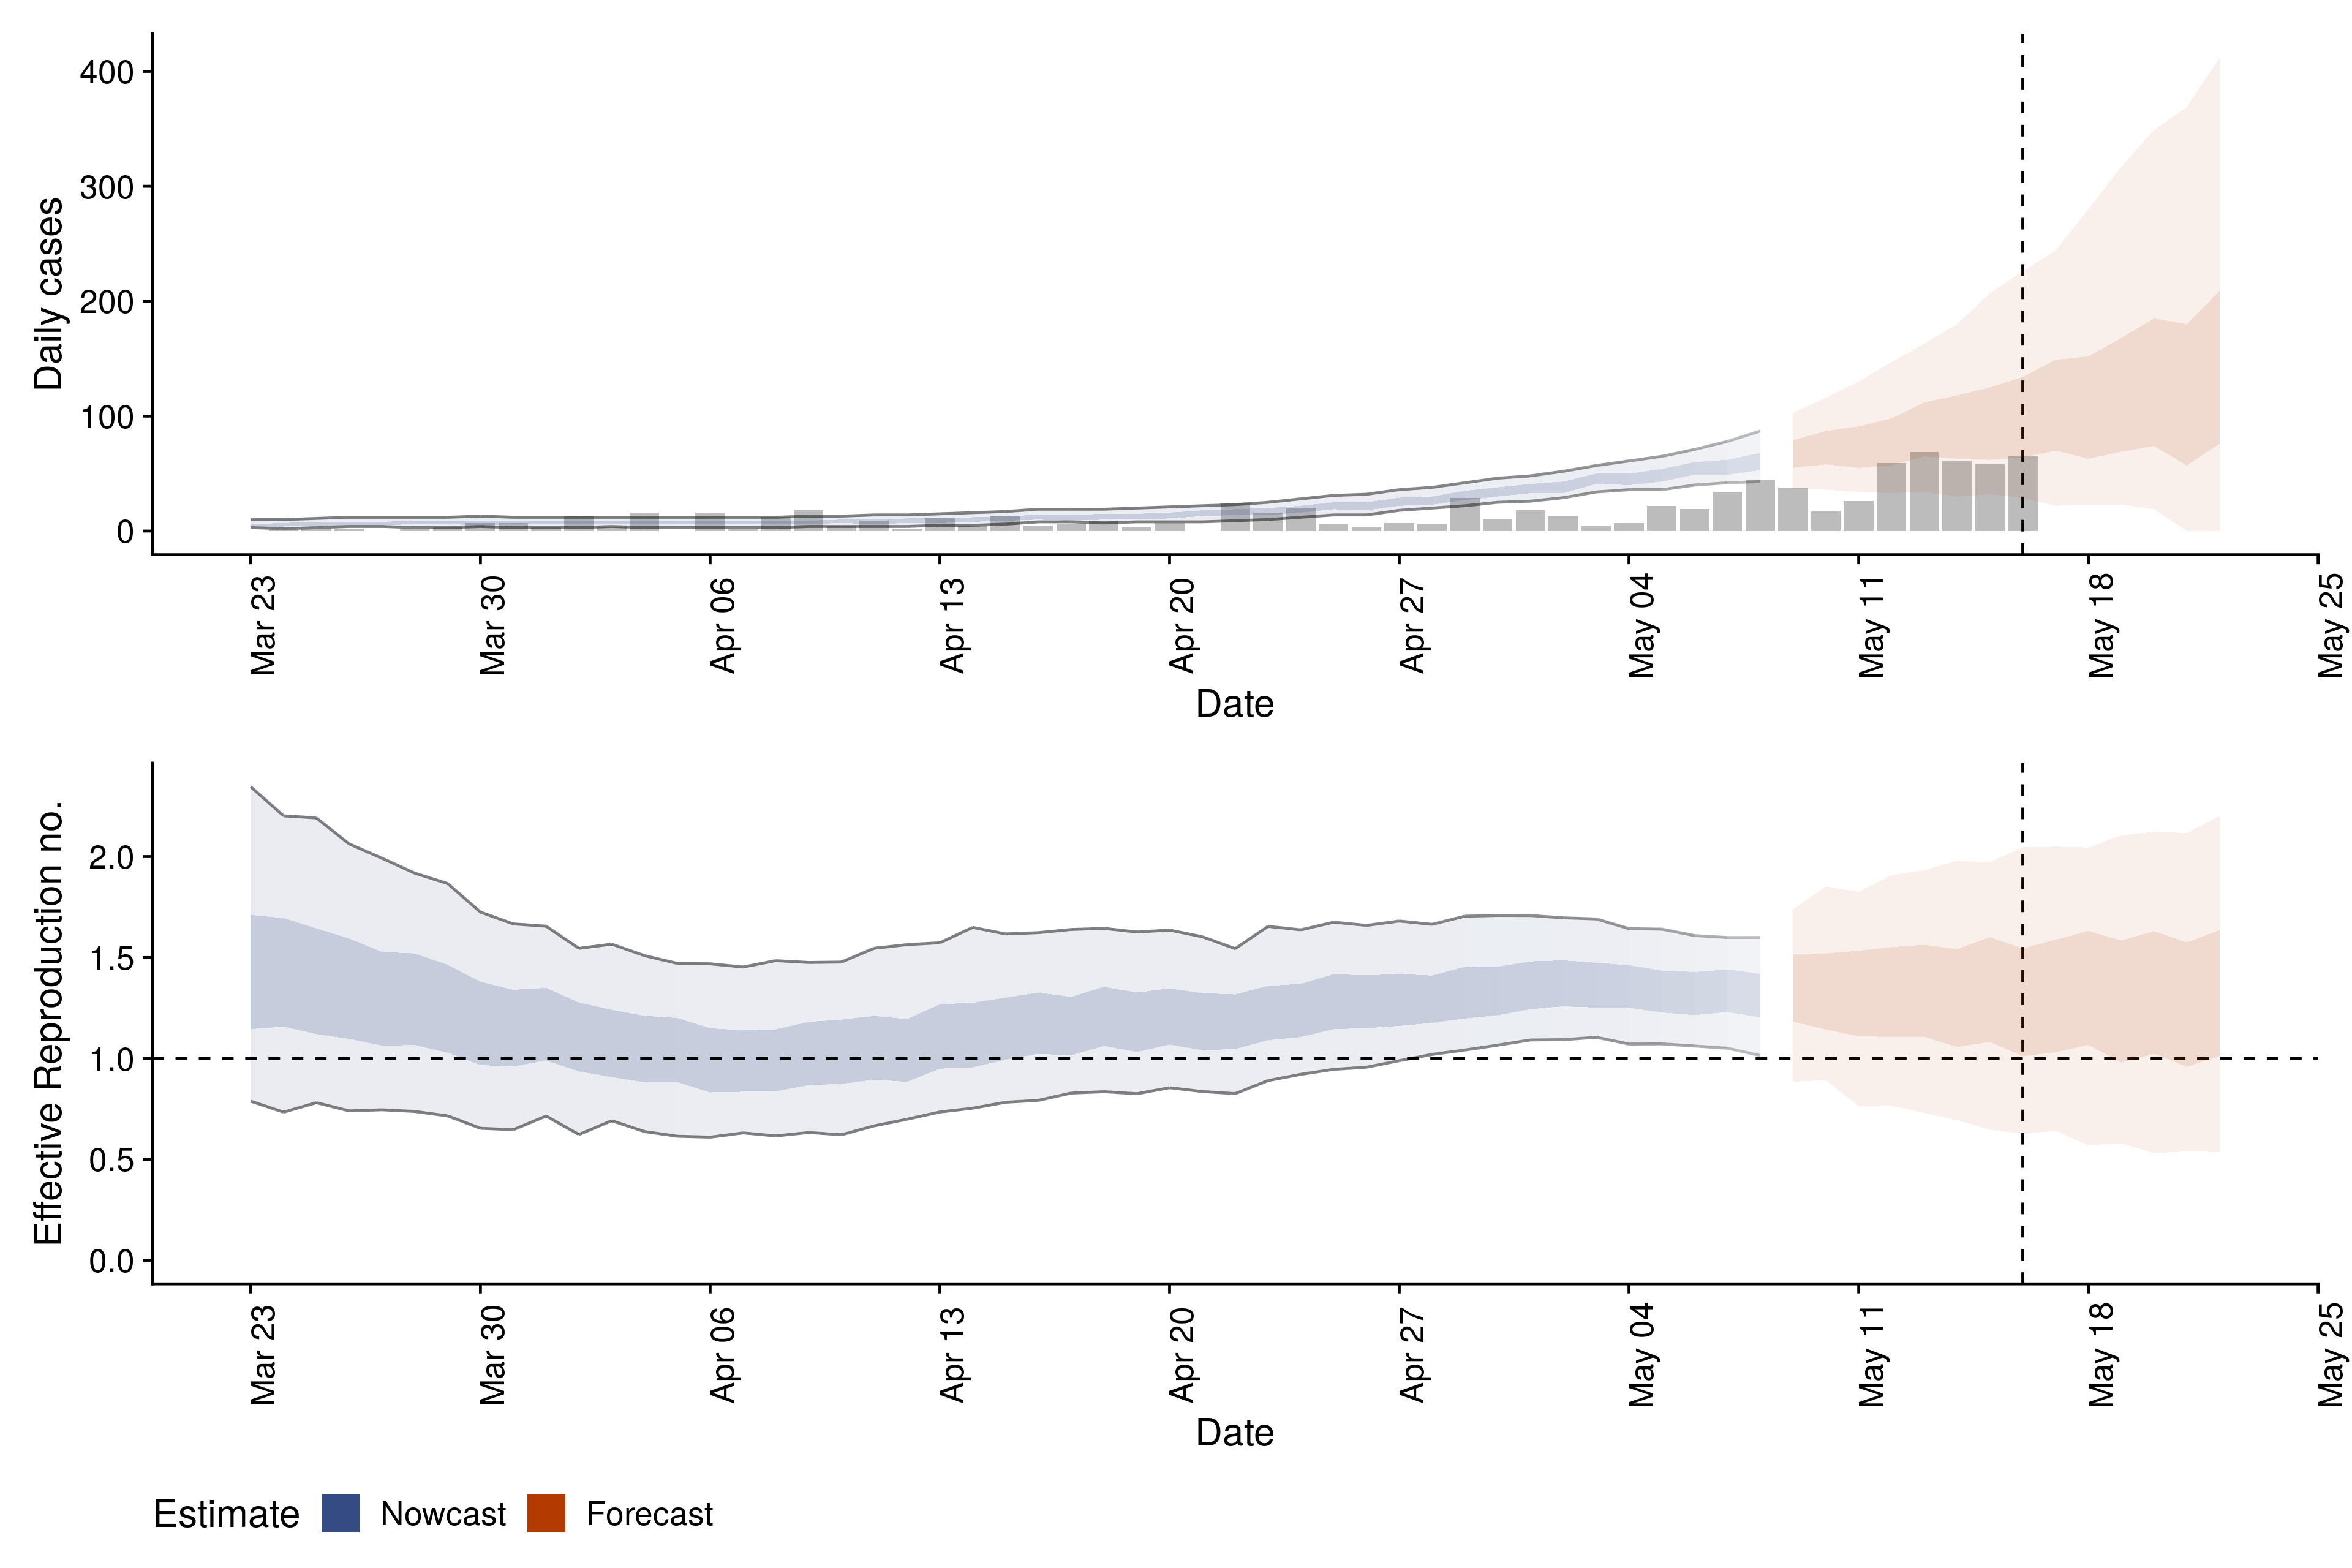 400
300
200
100
0
Daily cases
Mar 23
Mar 30
Apr 06
Apr 13
Apr 20
Apr 27
May 04
May 11
May 18
May 25
Date
2.0
1.5
1.0
0.5
0.0
Effective Reproduction no.
Mar 23
Mar 30
Apr 06
Apr 13
Apr 20
Apr 27
May 04
May 11
May 18
May 25
Date
Estimate Nowcast Forecast